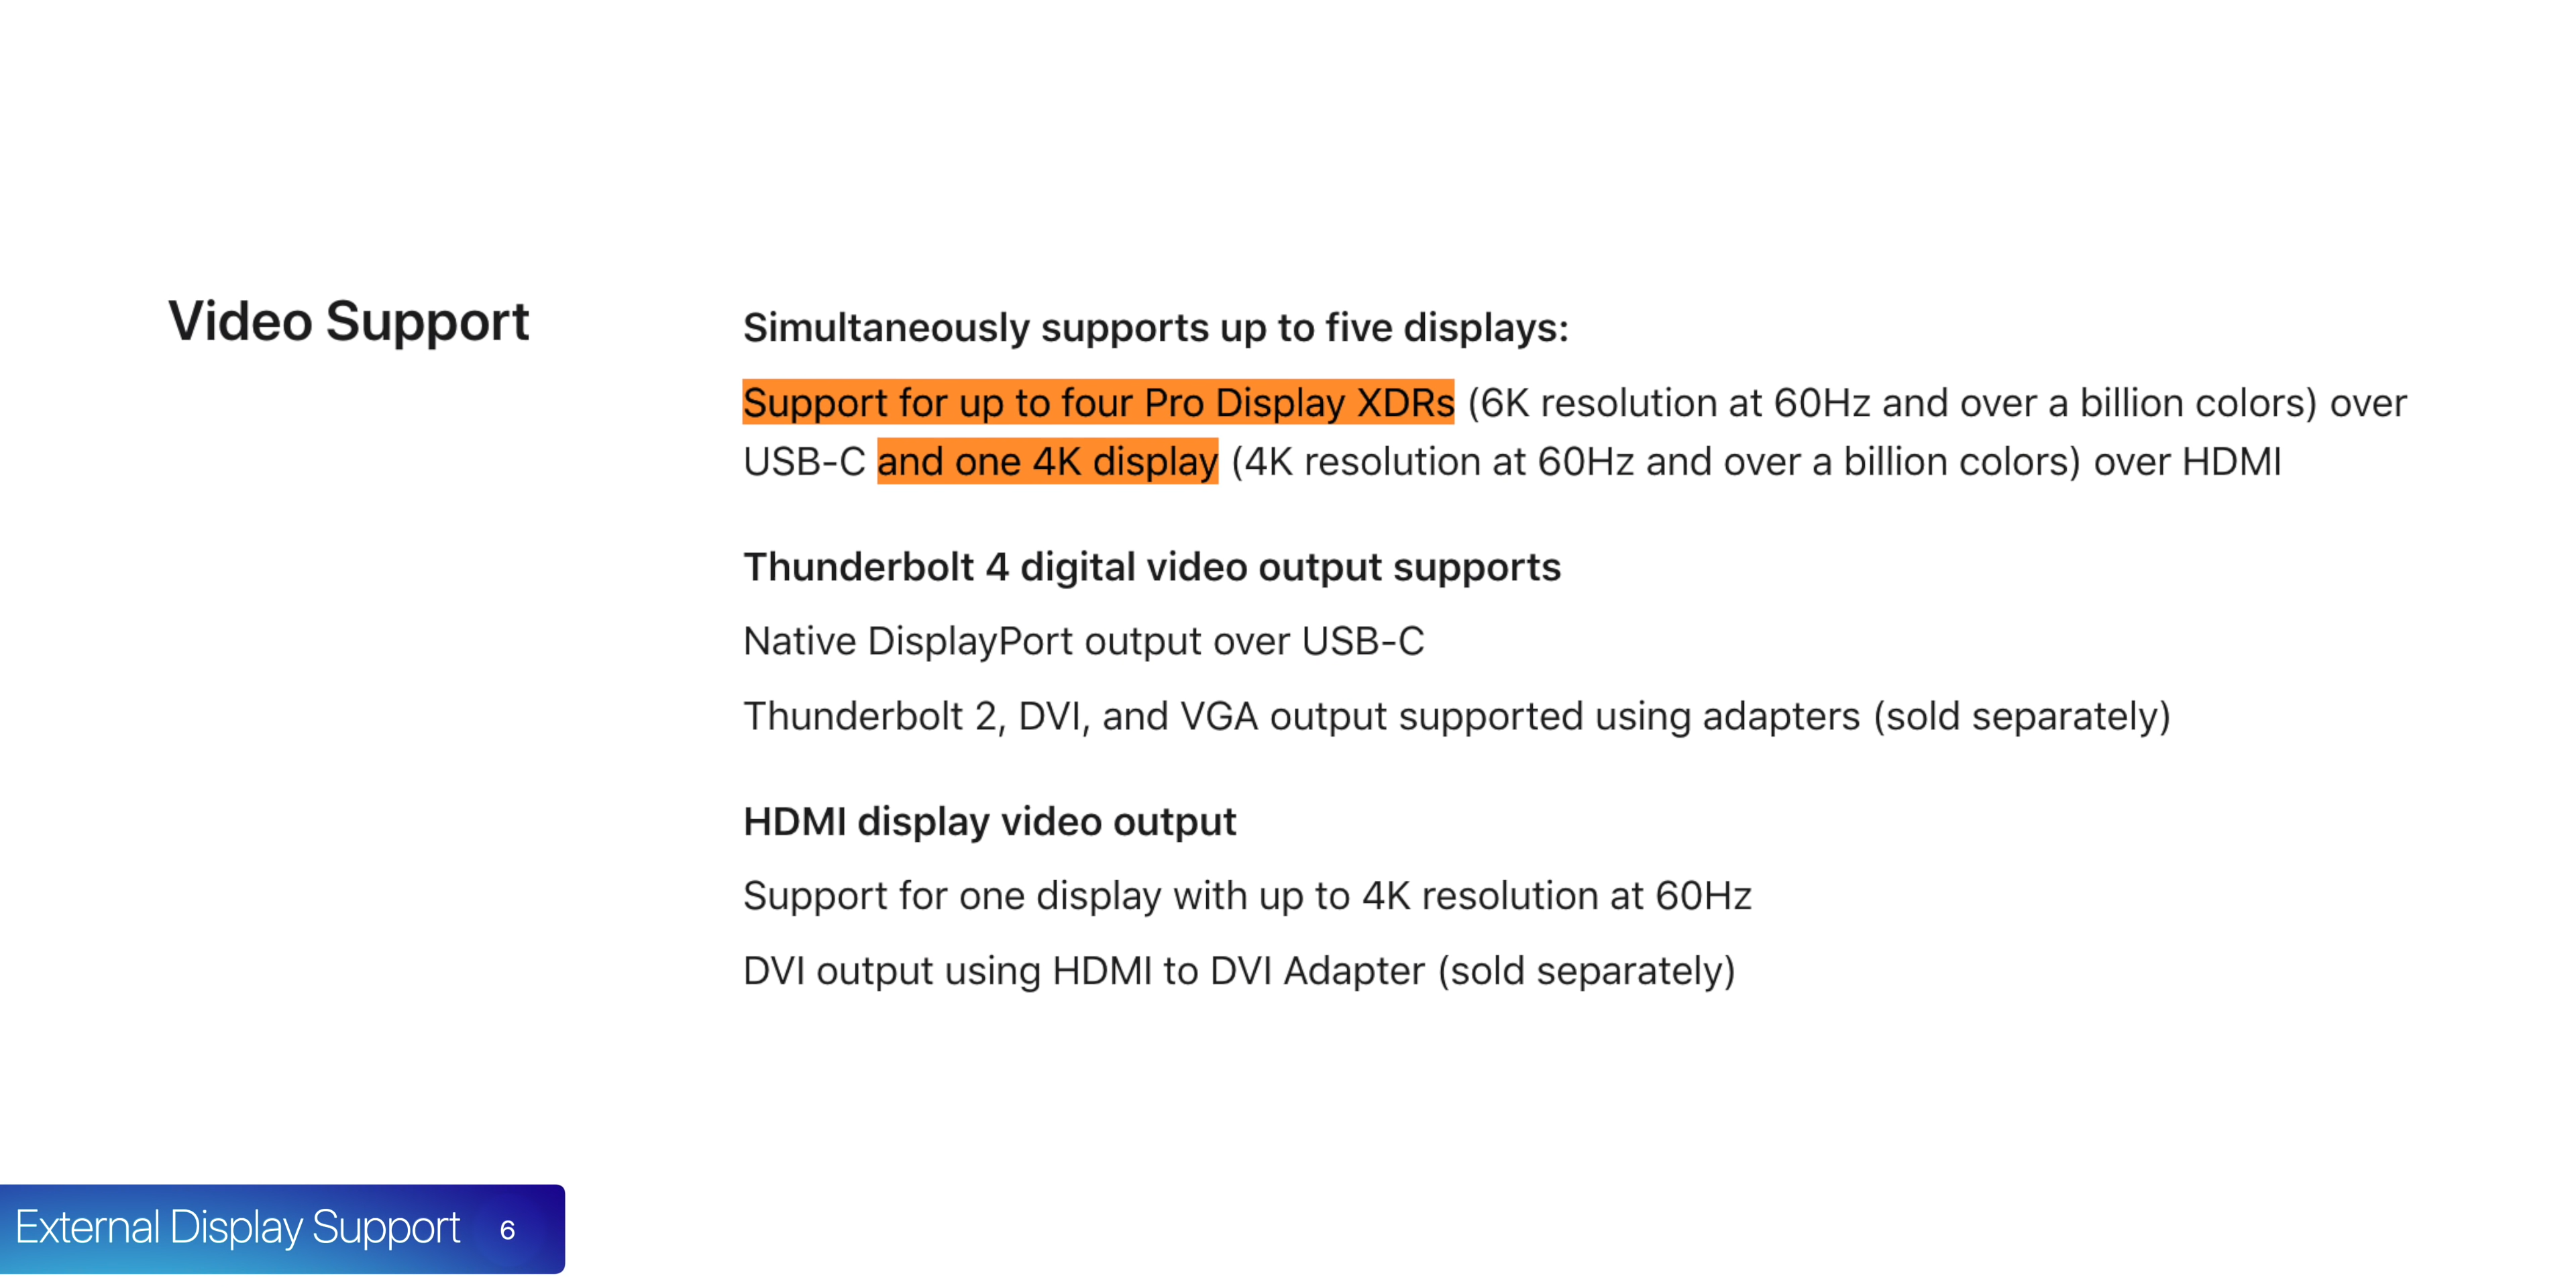 Video Support
Simultaneously supports up to five displays:
Support for up to four Pro Display XDRs (6K resolution at 60Hz and over a billion colors) over
USB-C and one 4K display (4K resolution at 60Hz and over a billion colors) over HDMI
Thunderbolt 4 digital video output supports
Native DisplayPort output over USB-C
Thunderbolt 2, DVI, and VGA output supported using adapters (sold separately)
HDMI display video output
Support for one display with up to 4K resolution at 60Hz
DVI output using HDMI to DVI Adapter (sold separately)
External Display Support 6